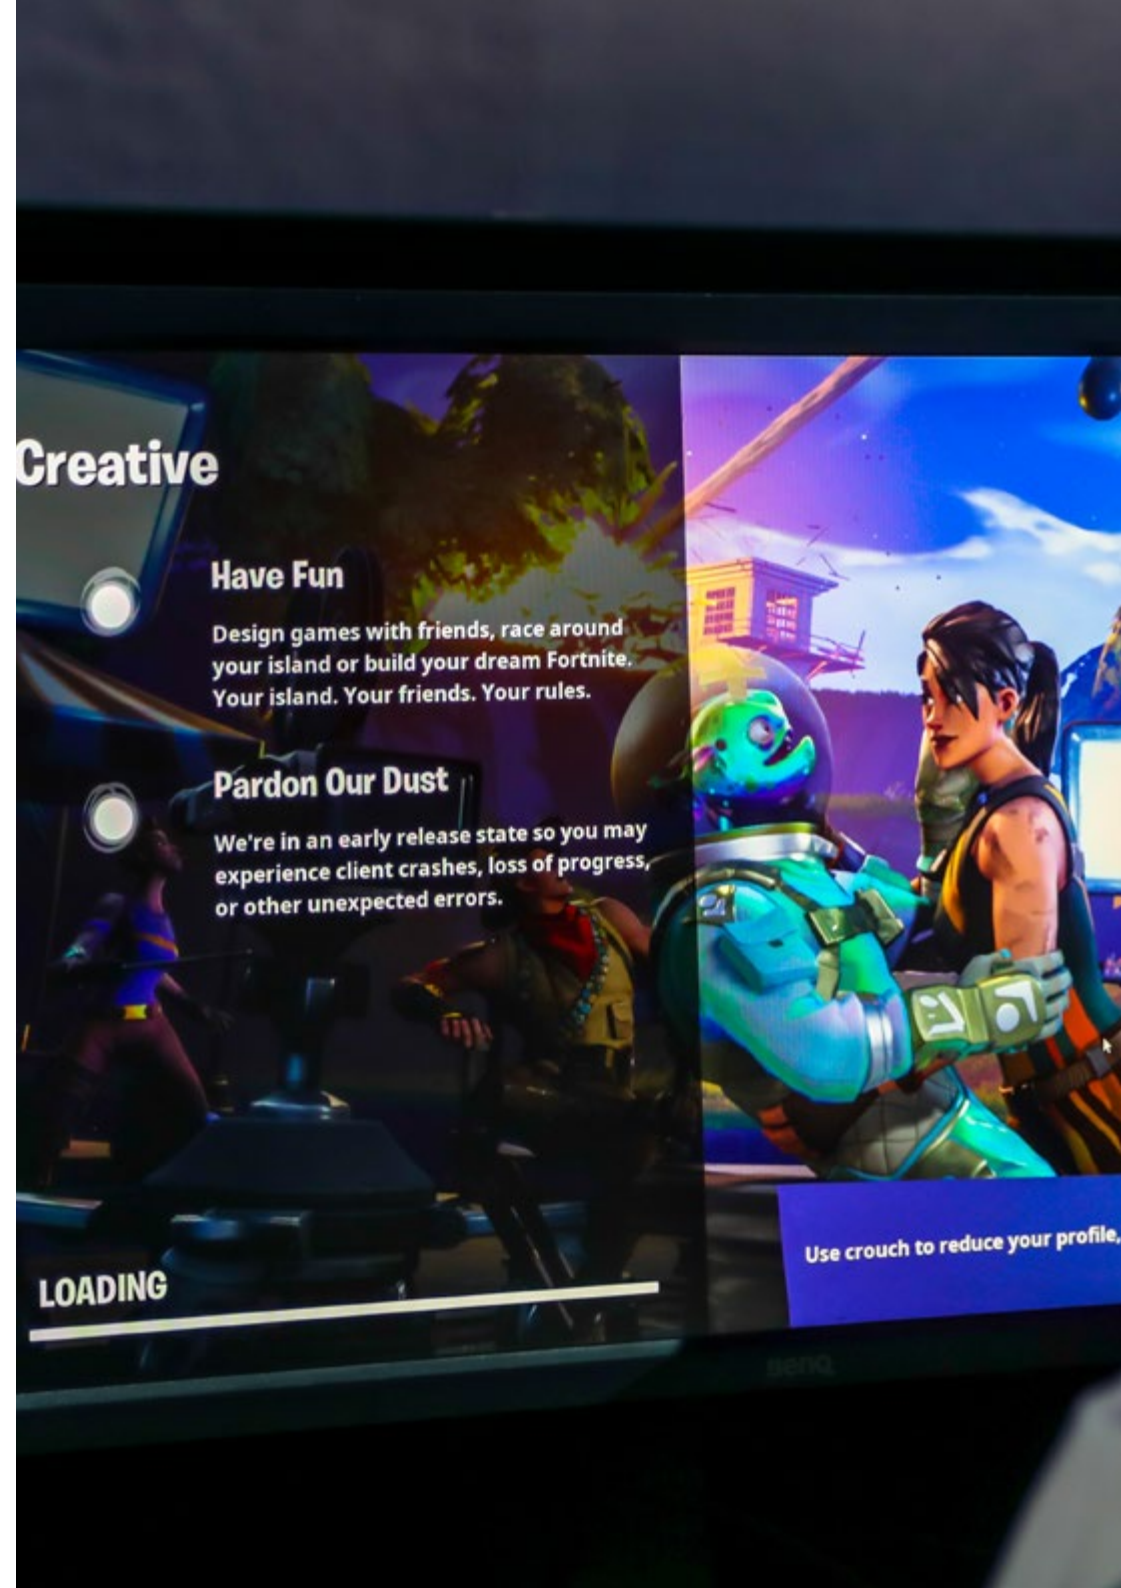 Creative
Have Fun
Design games with friends, race around
your island or build your dream Fortnite.
Your island. Your friends. Your rules.
Pardon Our Dust
We're in an early release state so you may
experience client crashes, loss of progress,
or other unexpected errors.
LOADING
Use crouch to reduce your profile,
BenQ